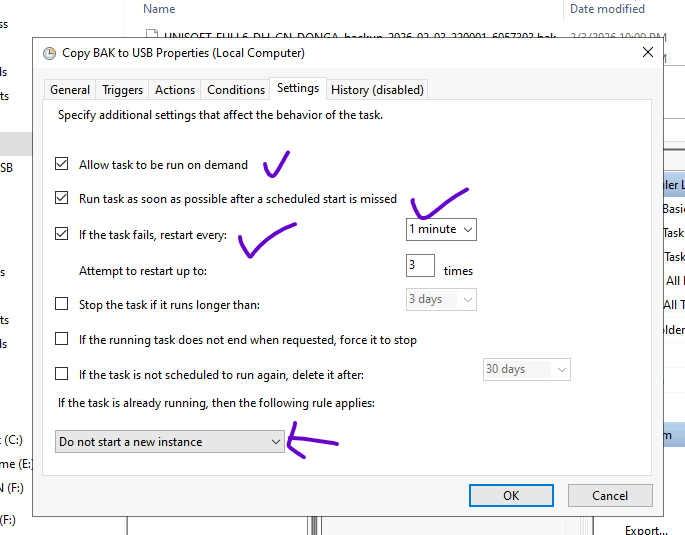 Name
Date modified
UNISOFT_FULL6_DH_CN_DONGA_backup_2026_02_03_220001_6057303.bak
2/3/2026 10:00 PM
Copy BAK to USB Properties (Local Computer)
General Triggers Actions Conditions Settings History (disabled)
Specify additional settings that affect the behavior of the task.
Allow task to be run on demand
Run task as soon as possible after a scheduled start is missed
If the task fails, restart every: 1 minute
Attempt to restart up to: 3 times
Stop the task if it runs longer than: 3 days
If the running task does not end when requested, force it to stop
If the task is not scheduled to run again, delete it after: 30 days
If the task is already running, then the following rule applies:
Do not start a new instance
OK Cancel
SB
(C:)
me (E:)
N (F:)
(F:)
PM
ler L
Basic
Task
Task
All
All T
older
m
Export...